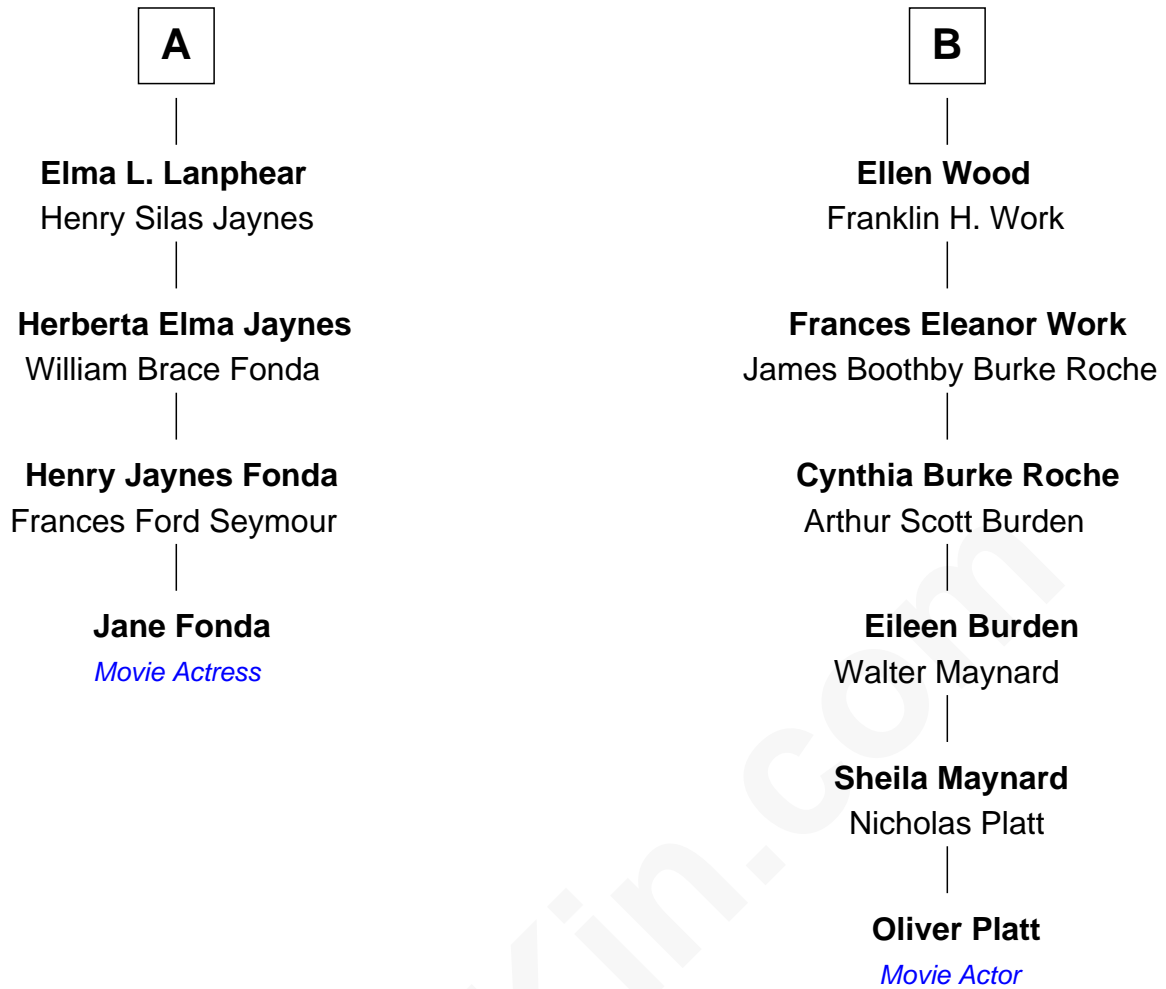 A
Elma L. Lanphear
Henry Silas Jaynes
Herberta Elma Jaynes
William Brace Fonda
Henry Jaynes Fonda
Frances Ford Seymour
Jane Fonda
Movie Actress
B
Ellen Wood
Franklin H. Work
Frances Eleanor Work
James Boothby Burke Roche
Cynthia Burke Roche
Arthur Scott Burden
Eileen Burden
Walter Maynard
Sheila Maynard
Nicholas Platt
Oliver Platt
Movie Actor
Kin.com